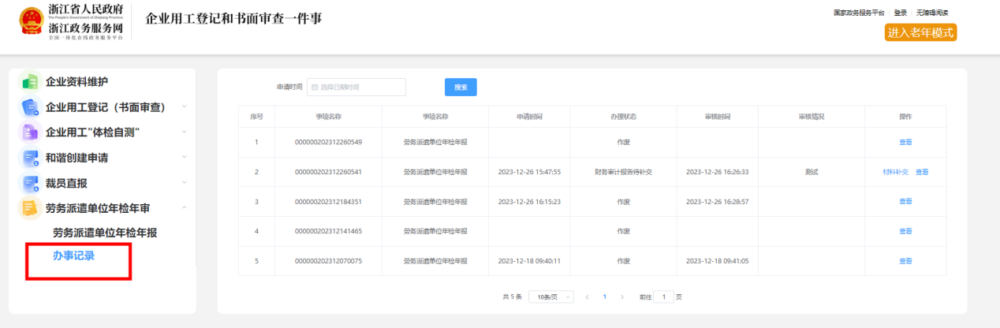 浙江省人民政府
The People's Government of Zhejiang Province
浙江政务服务网
全国一体化在线政务服务平台
企业用工登记和书面审查一件事
国家政务服务平台 登录 无障碍阅读
进入老年模式
企业资料维护
企业用工登记（书面审查）
企业用工"体检自测"
和谐创建申请
裁员直报
劳务派遣单位年检年审
劳务派遣单位年检年报
办事记录
申请时间 选择日期时间 搜索
序号 事项名称 事项名称 申请时间 办理状态 审核时间 审核情况 操作
1 000000202312260549 劳务派遣单位年检年报 作废 查看
2 000000202312260541 劳务派遣单位年检年报 2023-12-26 15:47:55 财务审计报告待补交 2023-12-26 16:26:33 测试 材料补交 查看
3 000000202312184351 劳务派遣单位年检年报 2023-12-26 16:15:23 作废 2023-12-26 16:28:57 查看
4 000000202312141465 劳务派遣单位年检年报 作废 查看
5 000000202312070075 劳务派遣单位年检年报 2023-12-18 09:40:11 作废 2023-12-18 09:41:05 查看
共 5 条 10条/页 < 1 > 前往 1 页